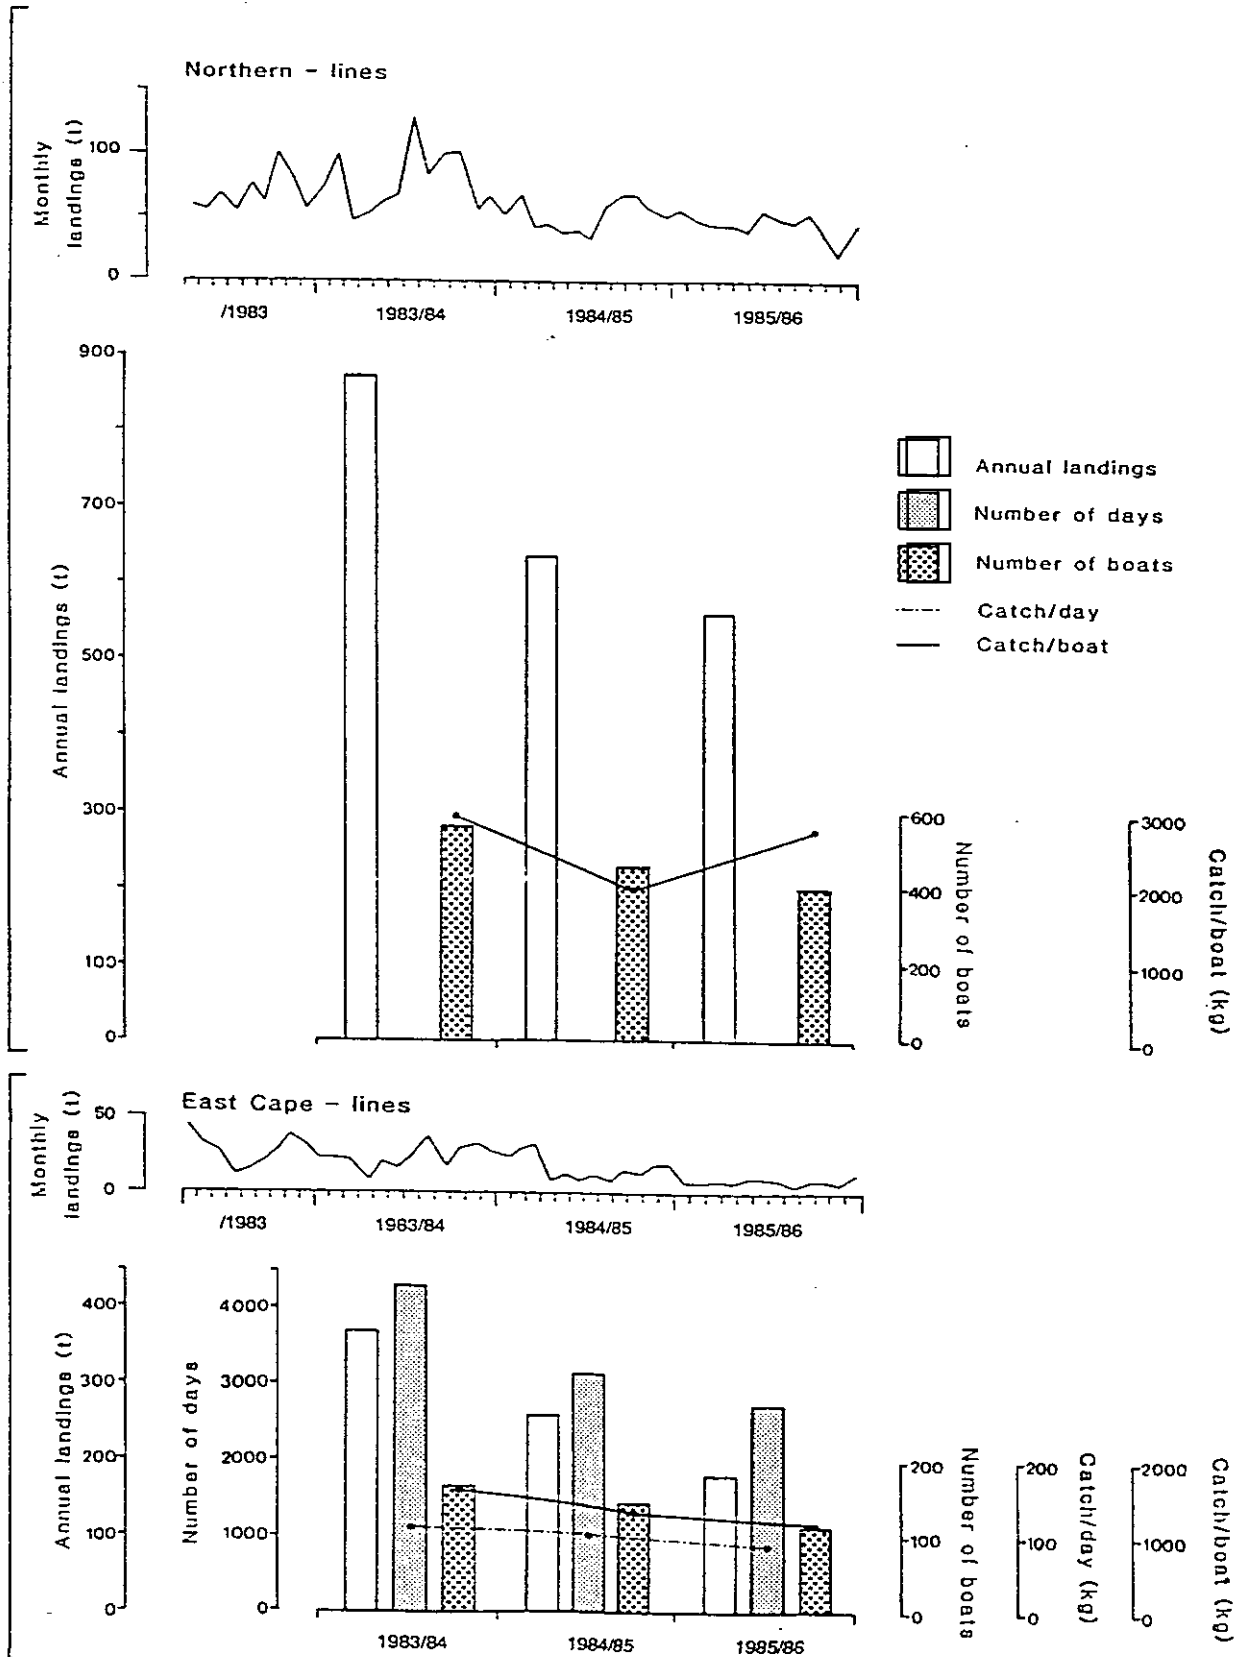 Northern - lines
Monthly
landings (t)
100
0
/1983 1983/84 1984/85 1985/86
Annual landings (t)
900
700
500
300
100
0
Annual landings
Number of days
Number of boats
Catch/day
Catch/boat
600
400
200
0
Number of boats
3000
2000
1000
0
Catch/boat (kg)
East Cape - lines
Monthly
landings (t)
50
0
/1983 1983/84 1984/85 1985/86
Annual landings (t)
400
300
200
100
0
Number of days
4000
3000
2000
1000
0
200
100
0
Number of boats
200
100
0
Catch/day (kg)
2000
1000
0
Catch/boat (kg)
1983/84 1984/85 1985/86